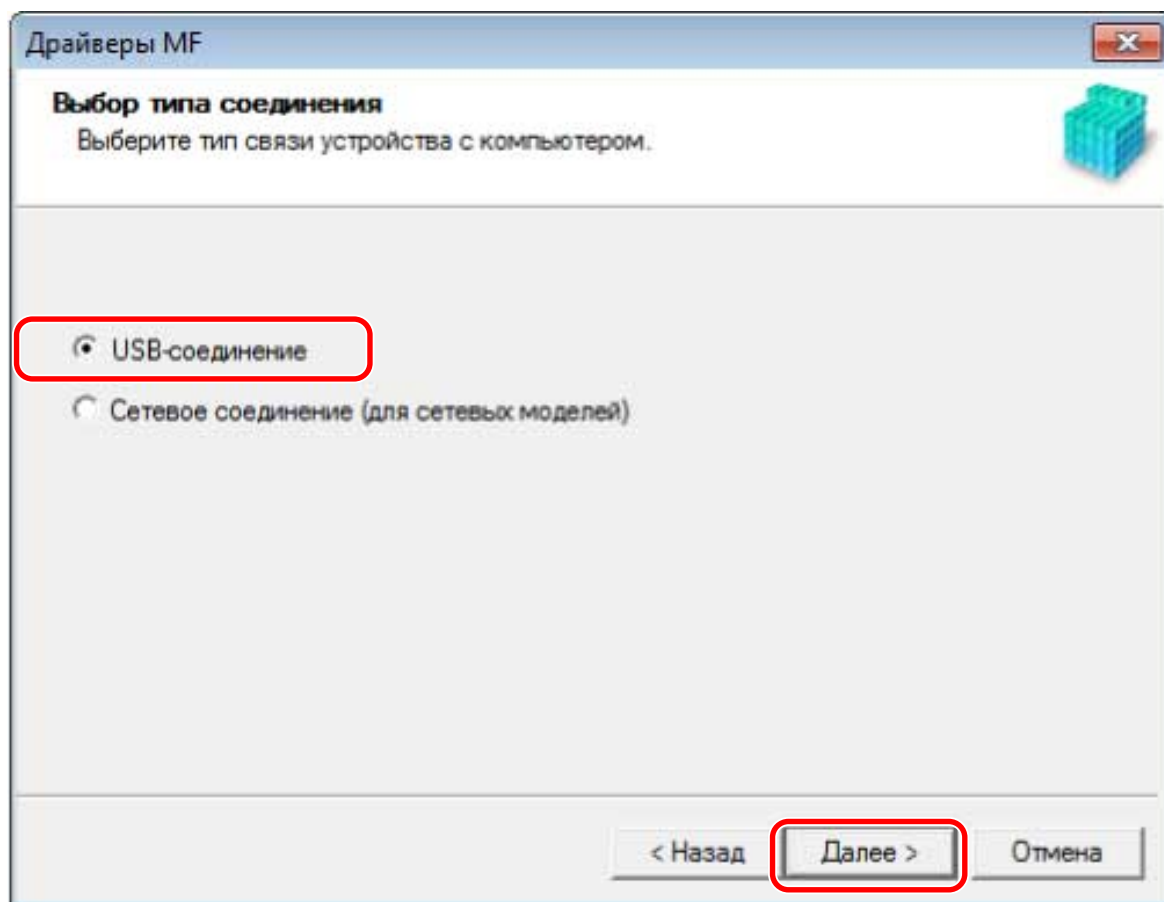 Драйверы MF
Выбор типа соединения
Выберите тип связи устройства с компьютером.
USB-соединение
Сетевое соединение (для сетевых моделей)
< Назад Далее > Отмена